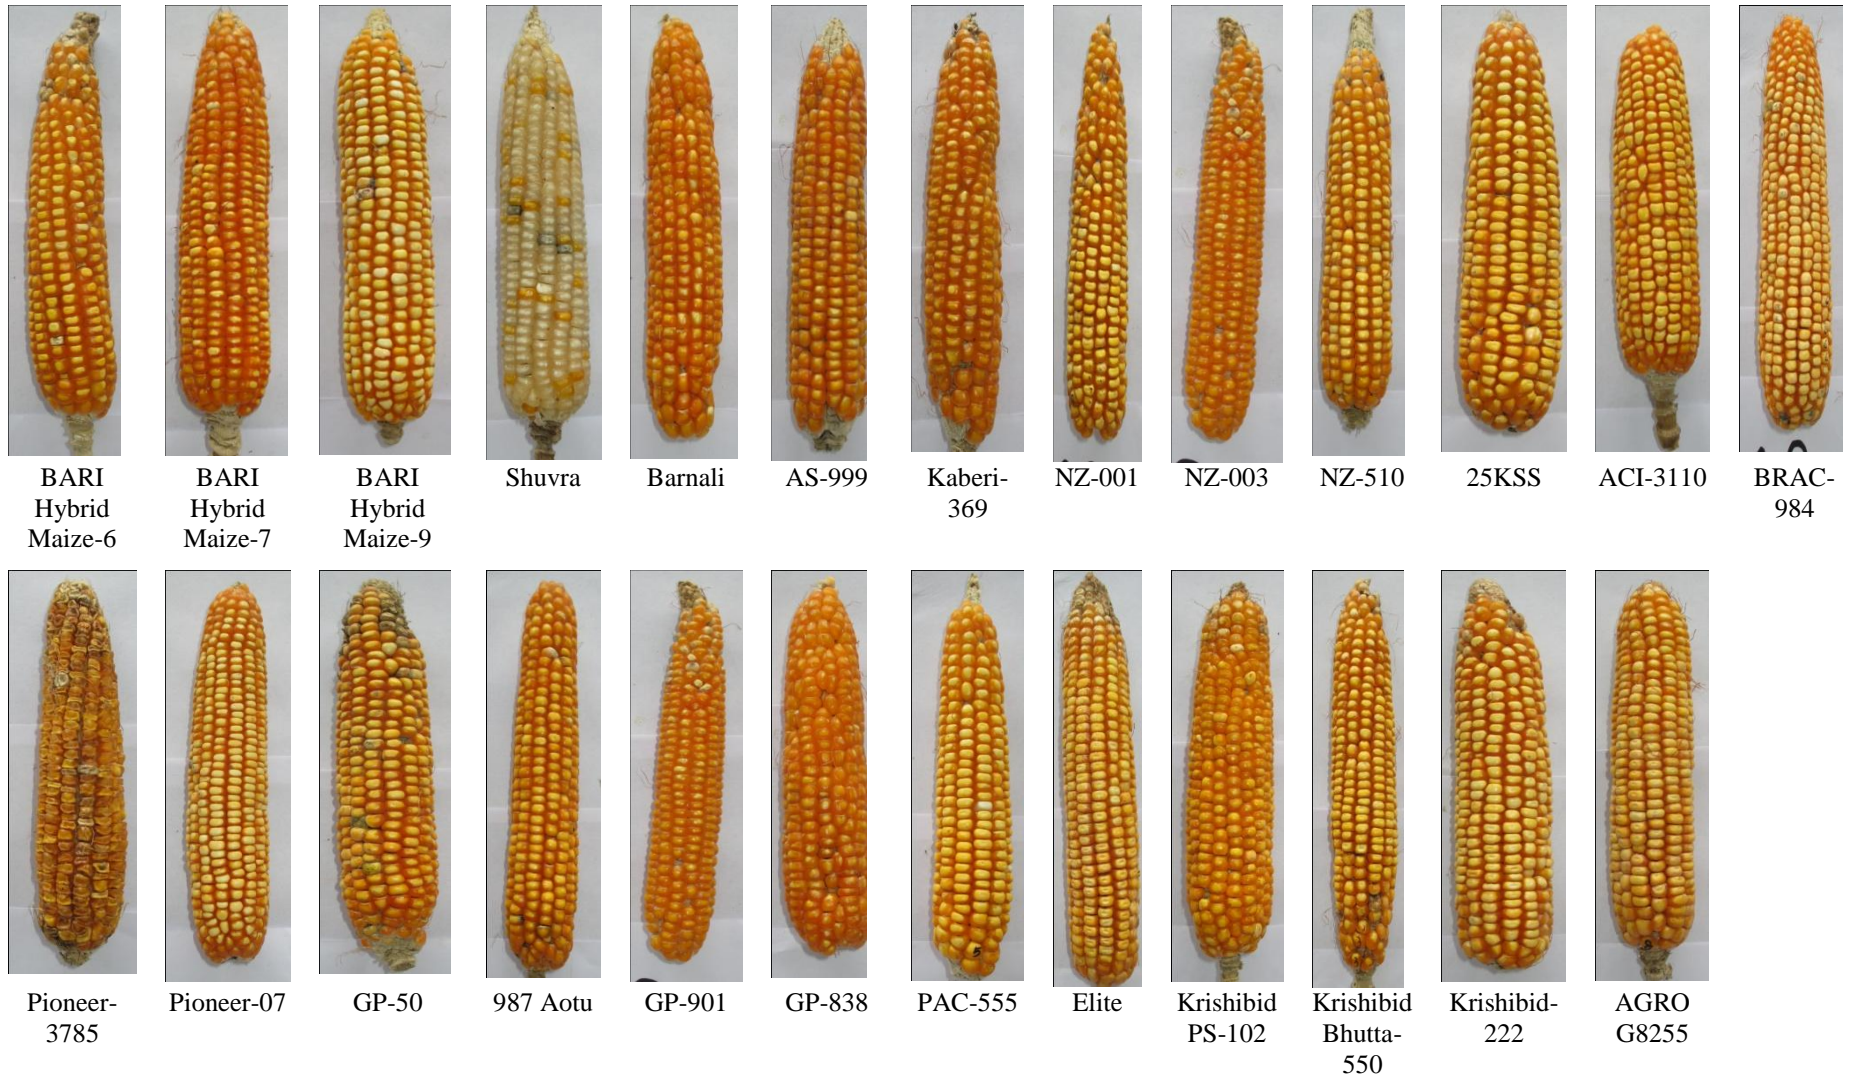 BARI
Hybrid
Maize-6
BARI
Hybrid
Maize-7
BARI
Hybrid
Maize-9
Shuvra
Barnali
AS-999
Kaberi-
369
NZ-001
NZ-003
NZ-510
25KSS
ACI-3110
BRAC-
984
Pioneer-
3785
Pioneer-07
GP-50
987 Aotu
GP-901
GP-838
PAC-555
Elite
Krishibid
PS-102
Krishibid
Bhutta-
550
Krishibid-
222
AGRO
G8255